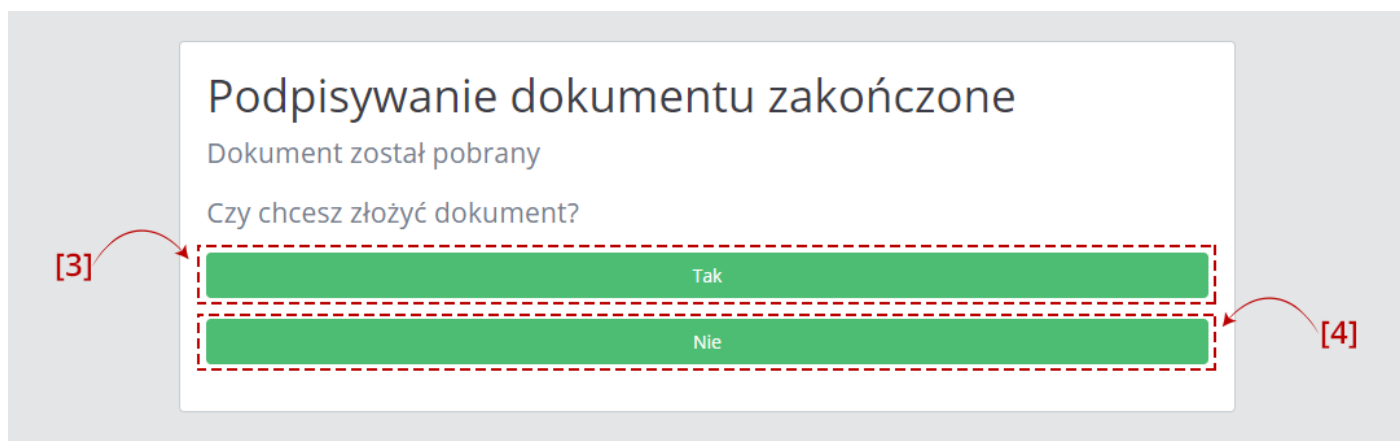 Podpisywanie dokumentu zakończone
Dokument został pobrany
Czy chcesz złożyć dokument?
[3]
Tak
Nie
[4]